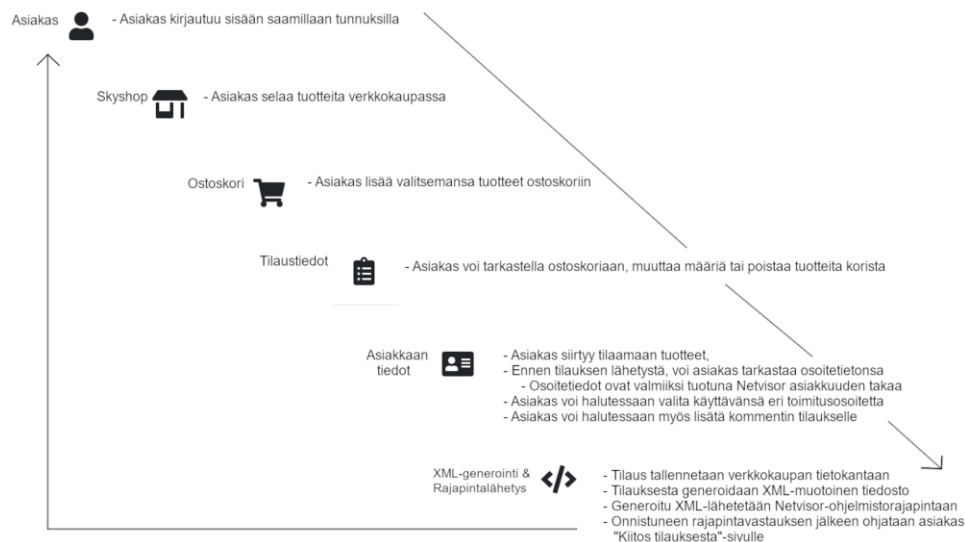 Asiakas
- Asiakas kirjautuu sisään saamillaan tunnuksilla
Skyshop
- Asiakas selaa tuotteita verkkokaupassa
Ostoskori
- Asiakas lisää valitsemansa tuotteet ostoskoriin
Tilaustiedot
- Asiakas voi tarkastella ostoskoriaan, muuttaa määriä tai poistaa tuotteita korista
Asiakkaan
tiedot
- Asiakas siirtyy tilaamaan tuotteet,
- Ennen tilauksen lähetystä, voi asiakas tarkastaa osoitetietonsa
- Osoitetiedot ovat valmiiksi tuotuna Netvisor asiakkuuden takaa
- Asiakas voi halutessaan valita käyttävänsä eri toimitusosoitetta
- Asiakas voi halutessaan myös lisätä kommentin tilaukselle
XML-generointi &
Rajapintalähetys
- Tilaus tallennetaan verkkokaupan tietokantaan
- Tilauksesta generoidaan XML-muotoinen tiedosto
- Generoitu XML-lähetetään Netvisor-ohjelmistorajapintaan
- Onnistuneen rajapintavastauksen jälkeen ohjataan asiakas
"Kiitos tilauksesta"-sivulle